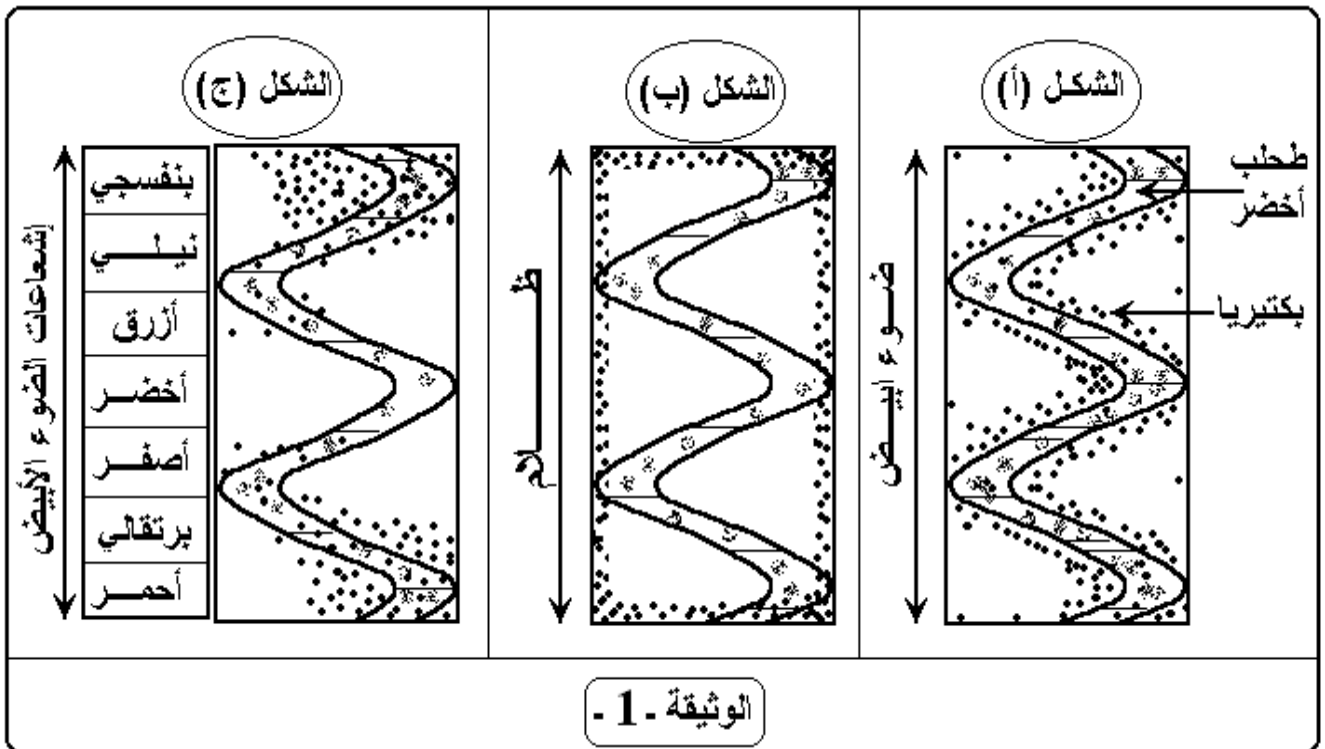 الشكل (أ)
طحلب
أخضر
بكتيريا
ضوء ابيض
الشكل (ب)
ظلام
الشكل (ج)
بنفسجي
نيلي
أزرق
أخضر
أصفر
برتقالي
أحمر
إشعاعات الضوء الأبيض
الوثيقة - 1 -